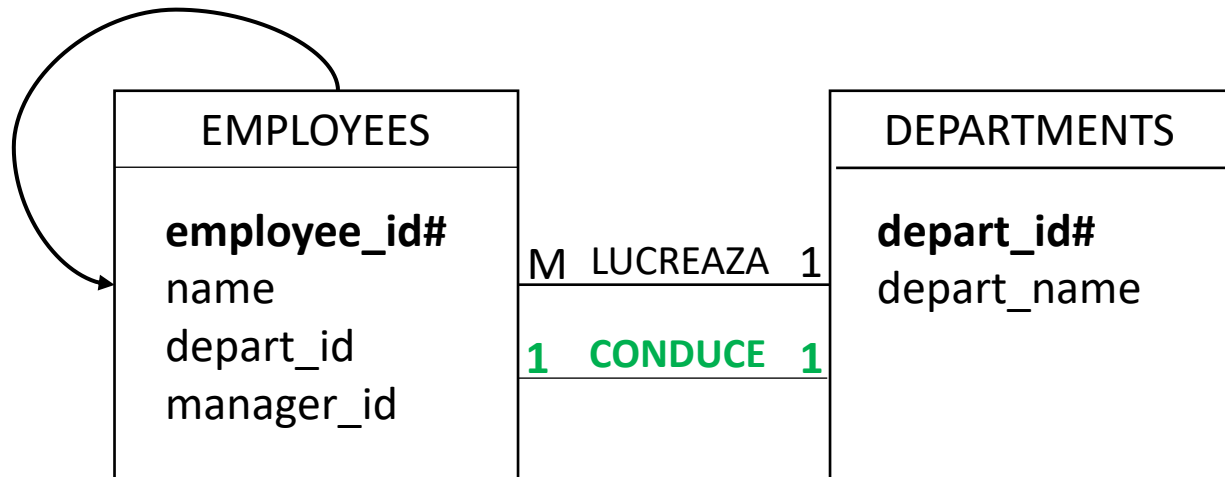 EMPLOYEES
employee_id#
name
depart_id
manager_id
M LUCREAZA 1
1 CONDUCE 1
DEPARTMENTS
depart_id#
depart_name